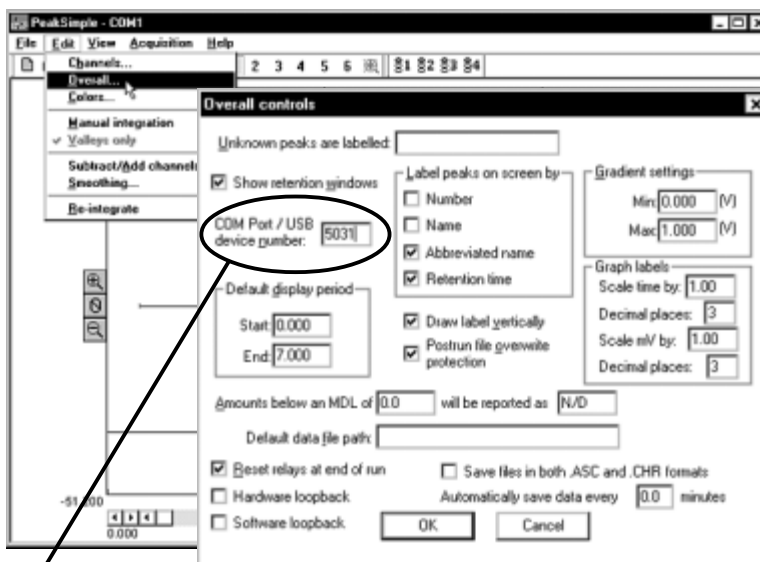 PeakSimple - COM1
File Edit View Acquisition Help
2 3 4 5 6 1 2 3 4
Channels...
Overall...
Colors...
Manual integration
Valleys only
Subtract/Add channel
Smoothing...
Re-integrate
-51.200
0.000
Overall controls
Unknown peaks are labelled:
Show retention windows
COM Port / USB
device number: 5031
Default display period
Start: 0.000
End: 7.000
Label peaks on screen by
Number
Name
Abbreviated name
Retention time
Draw label vertically
Postrun file overwrite
protection
Gradient settings
Min: 0.000 (V)
Max: 1.000 (V)
Graph labels
Scale time by: 1.00
Decimal places: 3
Scale mV by: 1.00
Decimal places: 3
Amounts below an MDL of 0.0 will be reported as N/D
Default data file path:
Reset relays at end of run
Hardware loopback
Software loopback
Save files in both .ASC and .CHR formats
Automatically save data every 0.0 minutes
OK Cancel